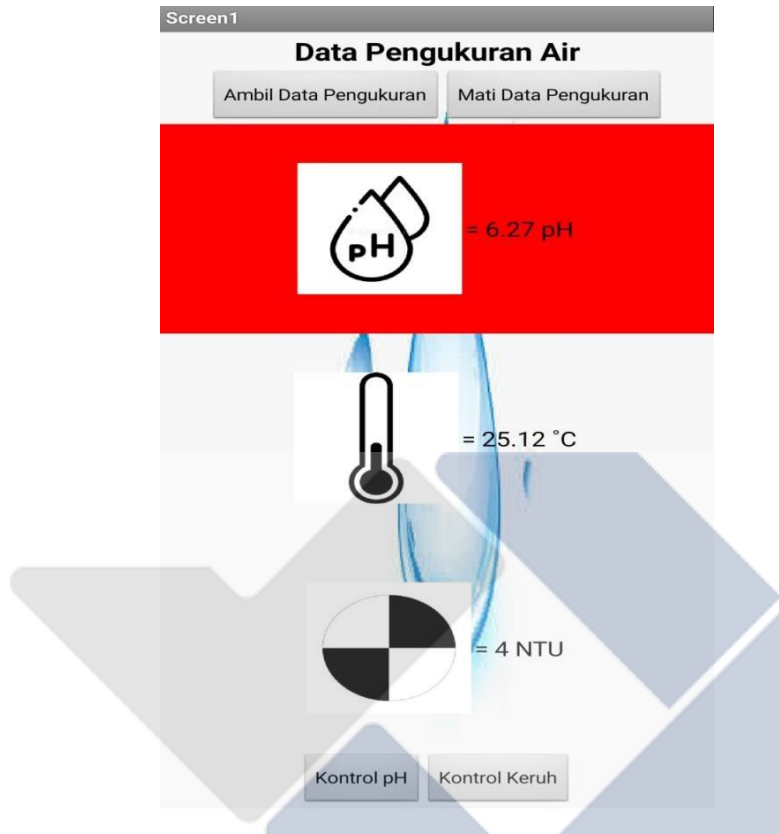 Screen1
Data Pengukuran Air
Ambil Data Pengukuran Mati Data Pengukuran
pH = 6.27 pH
= 25.12 °C
= 4 NTU
Kontrol pH Kontrol Keruh